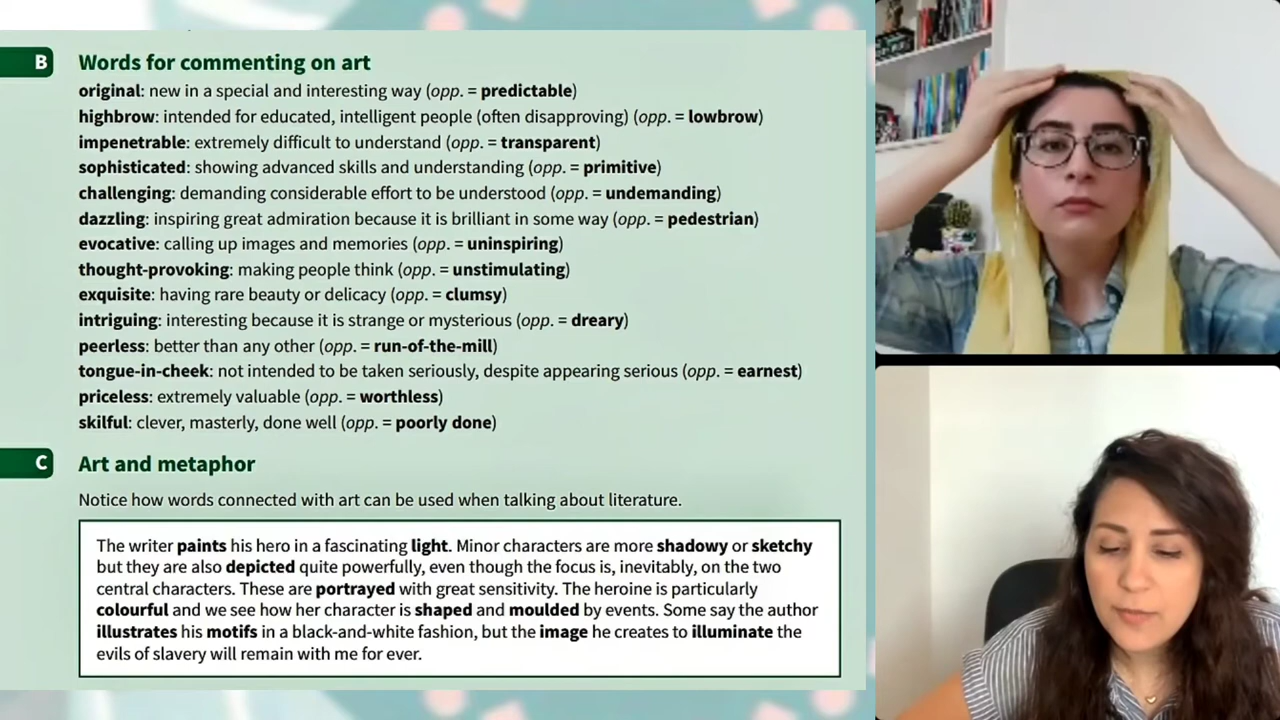 B
Words for commenting on art
original: new in a special and interesting way (opp. = predictable)
highbrow: intended for educated, intelligent people (often disapproving) (opp. = lowbrow)
impenetrable: extremely difficult to understand (opp. = transparent)
sophisticated: showing advanced skills and understanding (opp. = primitive)
challenging: demanding considerable effort to be understood (opp. = undemanding)
dazzling: inspiring great admiration because it is brilliant in some way (opp. = pedestrian)
evocative: calling up images and memories (opp. = uninspiring)
thought-provoking: making people think (opp. = unstimulating)
exquisite: having rare beauty or delicacy (opp. = clumsy)
intriguing: interesting because it is strange or mysterious (opp. = dreary)
peerless: better than any other (opp. = run-of-the-mill)
tongue-in-cheek: not intended to be taken seriously, despite appearing serious (opp. = earnest)
priceless: extremely valuable (opp. = worthless)
skilful: clever, masterly, done well (opp. = poorly done)
C
Art and metaphor
Notice how words connected with art can be used when talking about literature.
The writer paints his hero in a fascinating light. Minor characters are more shadowy or sketchy
but they are also depicted quite powerfully, even though the focus is, inevitably, on the two
central characters. These are portrayed with great sensitivity. The heroine is particularly
colourful and we see how her character is shaped and moulded by events. Some say the author
illustrates his motifs in a black-and-white fashion, but the image he creates to illuminate the
evils of slavery will remain with me for ever.